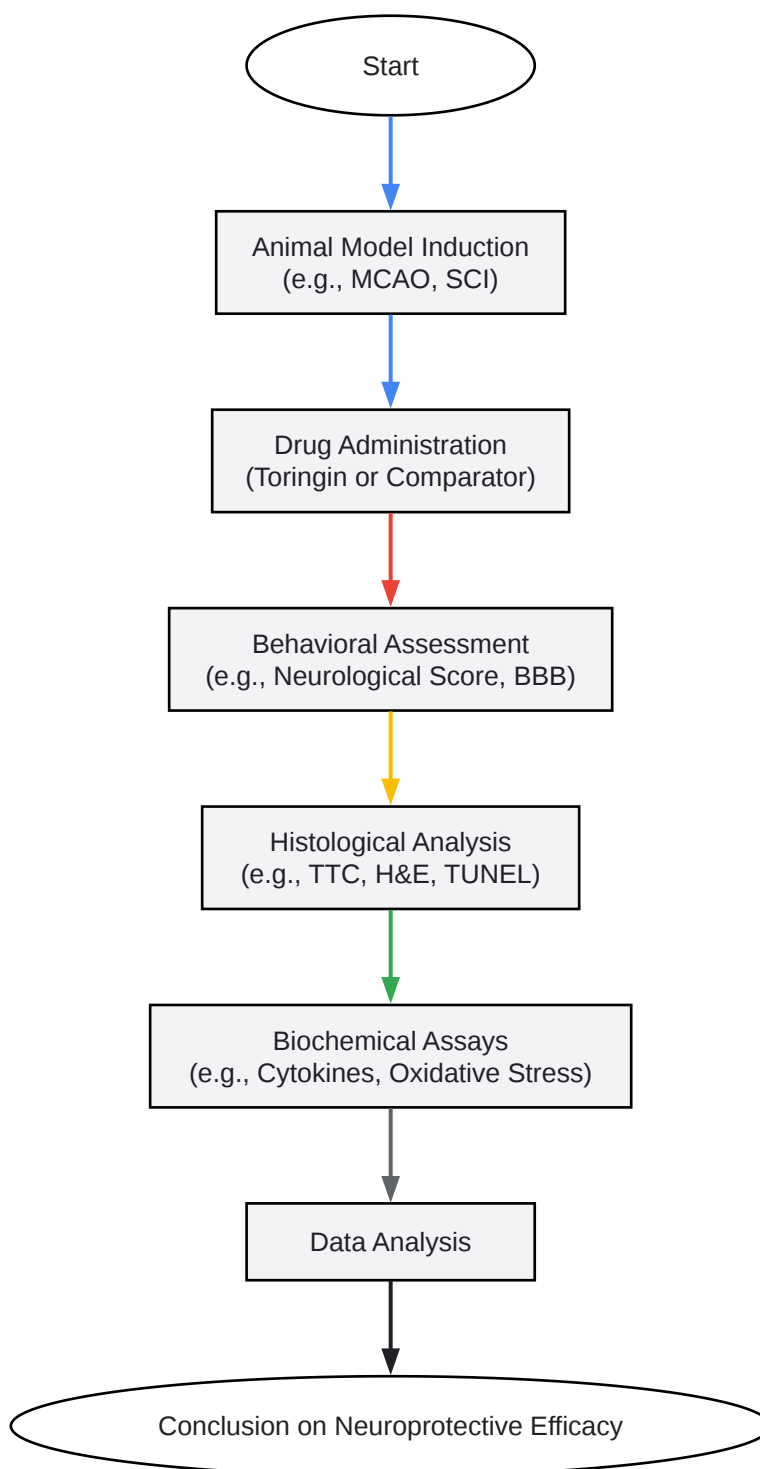 Start
Animal Model Induction
(e.g., MCAO, SCI)
Drug Administration
(Toringin or Comparator)
Behavioral Assessment
(e.g., Neurological Score, BBB)
Histological Analysis
(e.g., TTC, H&E, TUNEL)
Biochemical Assays
(e.g., Cytokines, Oxidative Stress)
Data Analysis
Conclusion on Neuroprotective Efficacy